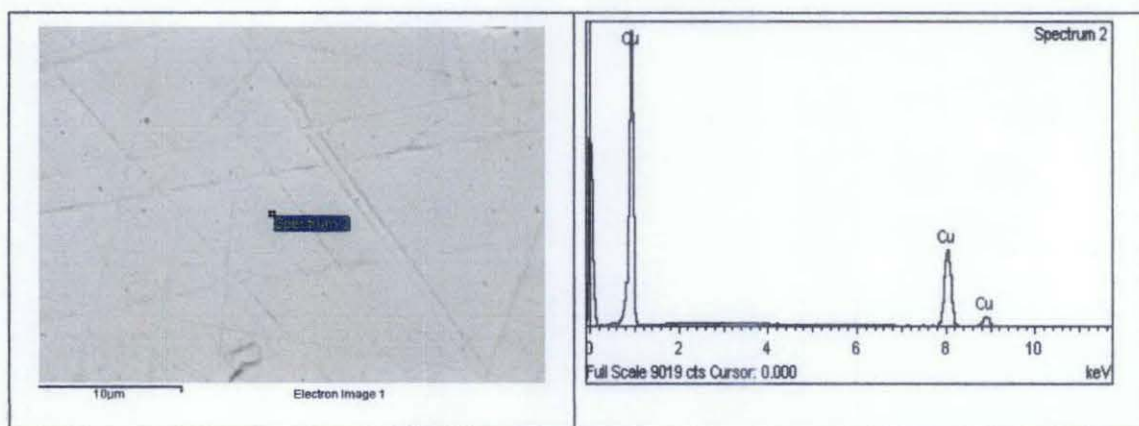 Spectrum 2
10µm
Electron Image 1
Spectrum 2
Cu
Cu
Cu
0 2 4 6 8 10
Full Scale 9019 cts Cursor: 0.000
keV